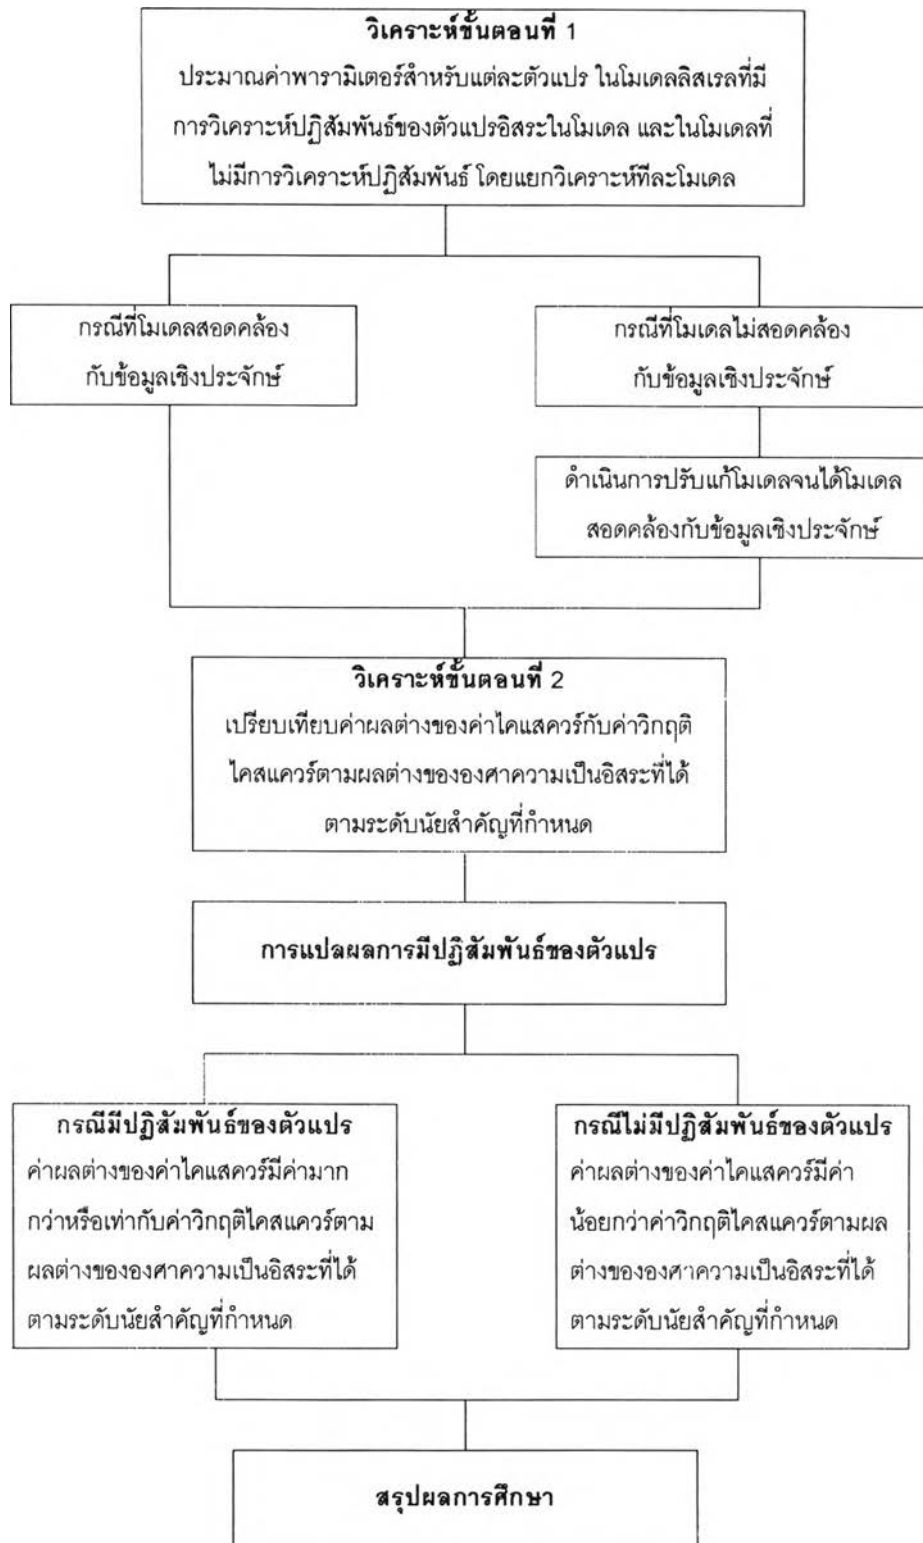 วิเคราะห์ขั้นตอนที่ 1
ประมาณค่าพารามิเตอร์สำหรับแต่ละตัวแปร ในโมเดลลิสเรลที่มี
การวิเคราะห์ปฏิสัมพันธ์ของตัวแปรอิสระในโมเดล และในโมเดลที่
ไม่มีการวิเคราะห์ปฏิสัมพันธ์ โดยแยกวิเคราะห์ทีละโมเดล
กรณีที่โมเดลสอดคล้อง
กับข้อมูลเชิงประจักษ์
กรณีที่โมเดลไม่สอดคล้อง
กับข้อมูลเชิงประจักษ์
ดำเนินการปรับแก้โมเดลจนได้โมเดล
สอดคล้องกับข้อมูลเชิงประจักษ์
วิเคราะห์ขั้นตอนที่ 2
เปรียบเทียบค่าผลต่างของค่าไคแสควร์กับค่าวิกฤติ
ไคสแควร์ตามผลต่างขององศาความเป็นอิสระที่ได้
ตามระดับนัยสำคัญที่กำหนด
การแปลผลการมีปฏิสัมพันธ์ของตัวแปร
กรณีมีปฏิสัมพันธ์ของตัวแปร
ค่าผลต่างของค่าไคแสควร์มีค่ามาก
กว่าหรือเท่ากับค่าวิกฤติไคสแควร์ตาม
ผลต่างขององศาความเป็นอิสระที่ได้
ตามระดับนัยสำคัญที่กำหนด
กรณีไม่มีปฏิสัมพันธ์ของตัวแปร
ค่าผลต่างของค่าไคแสควร์มีค่า
น้อยกว่าค่าวิกฤติไคสแควร์ตามผล
ต่างขององศาความเป็นอิสระที่ได้
ตามระดับนัยสำคัญที่กำหนด
สรุปผลการศึกษา